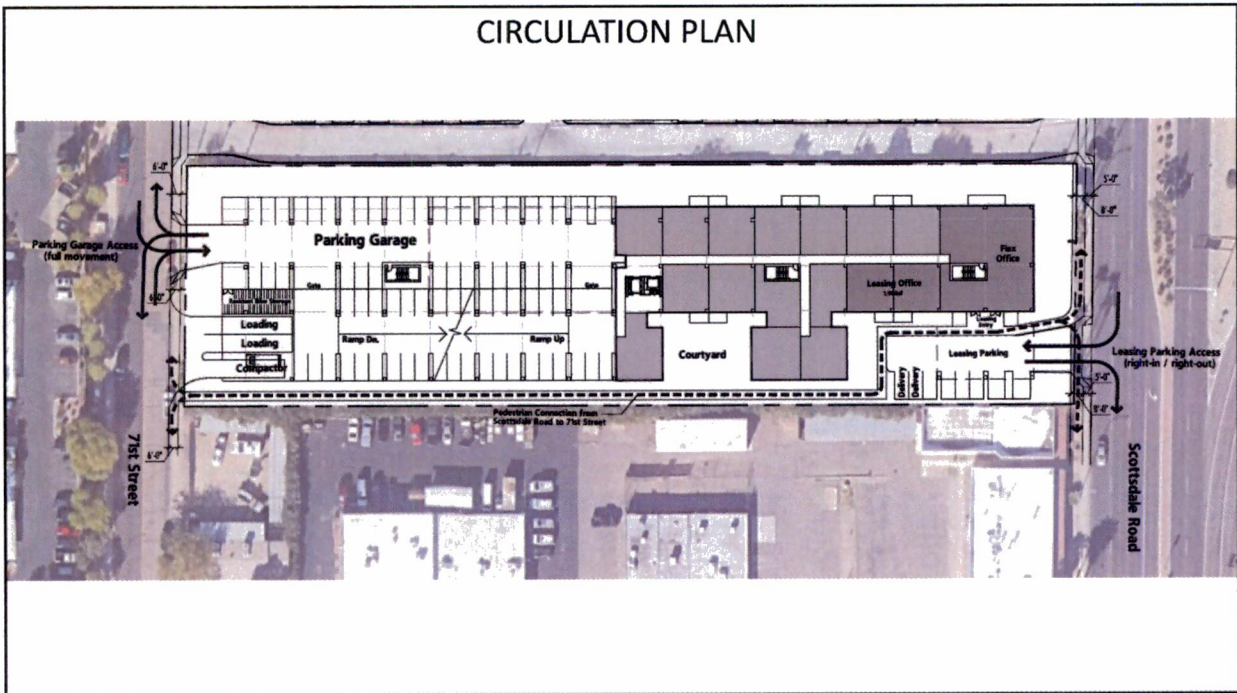 CIRCULATION PLAN
6'-0"
5'-0"
8'-0"
Parking Garage Access
(full movement)
Parking Garage
Flex
Office
Leasing Office
6'-0"
Gate
Gate
Leasing
Entry
Loading
Loading
Compactor
Ramp Dn.
Ramp Up
Courtyard
Leasing Parking
Leasing Parking Access
(right-in / right-out)
Delivery
Delivery
5'-0"
8'-0"
Pedestrian Connection from
Scottsdale Road to 71st Street
6'-0"
71st Street
Scottsdale Road